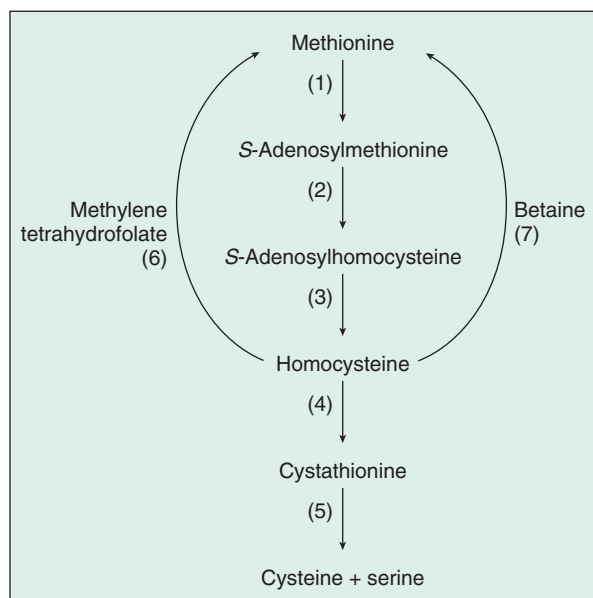 Methionine
(1)
S-Adenosylmethionine
(2)
Methylene
tetrahydrofolate
(6)
Betaine
(7)
S-Adenosylhomocysteine
(3)
Homocysteine
(4)
Cystathionine
(5)
Cysteine + serine